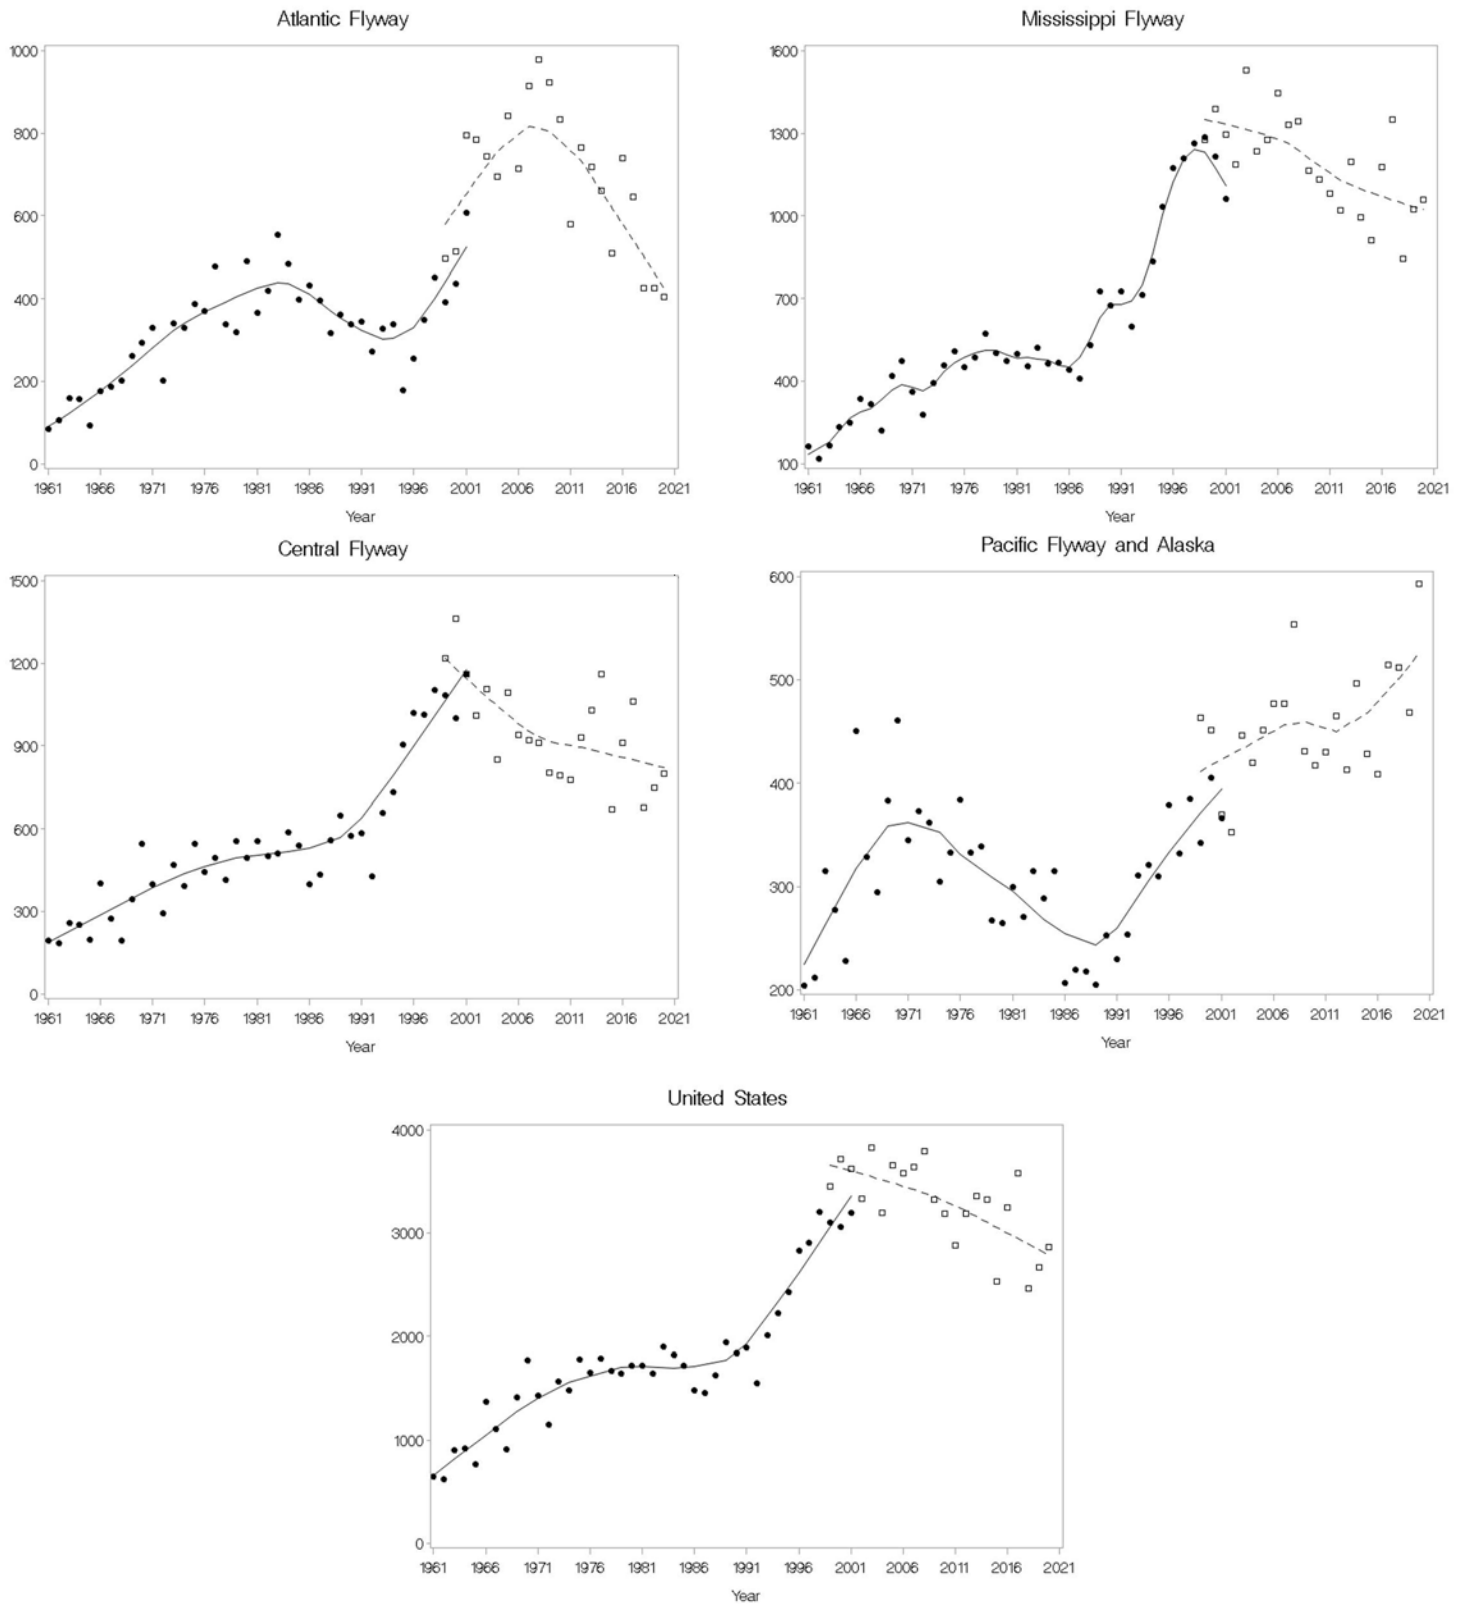 Atlantic Flyway
1000
800
600
400
200
0
1961 1966 1971 1976 1981 1986 1991 1996 2001 2006 2011 2016 2021
Year
Mississippi Flyway
1600
1300
1000
700
400
100
1961 1966 1971 1976 1981 1986 1991 1996 2001 2006 2011 2016 2021
Year
Central Flyway
1500
1200
900
600
300
0
1961 1966 1971 1976 1981 1986 1991 1996 2001 2006 2011 2016 2021
Year
Pacific Flyway and Alaska
600
500
400
300
200
1961 1966 1971 1976 1981 1986 1991 1996 2001 2006 2011 2016 2021
Year
United States
4000
3000
2000
1000
0
1961 1966 1971 1976 1981 1986 1991 1996 2001 2006 2011 2016 2021
Year